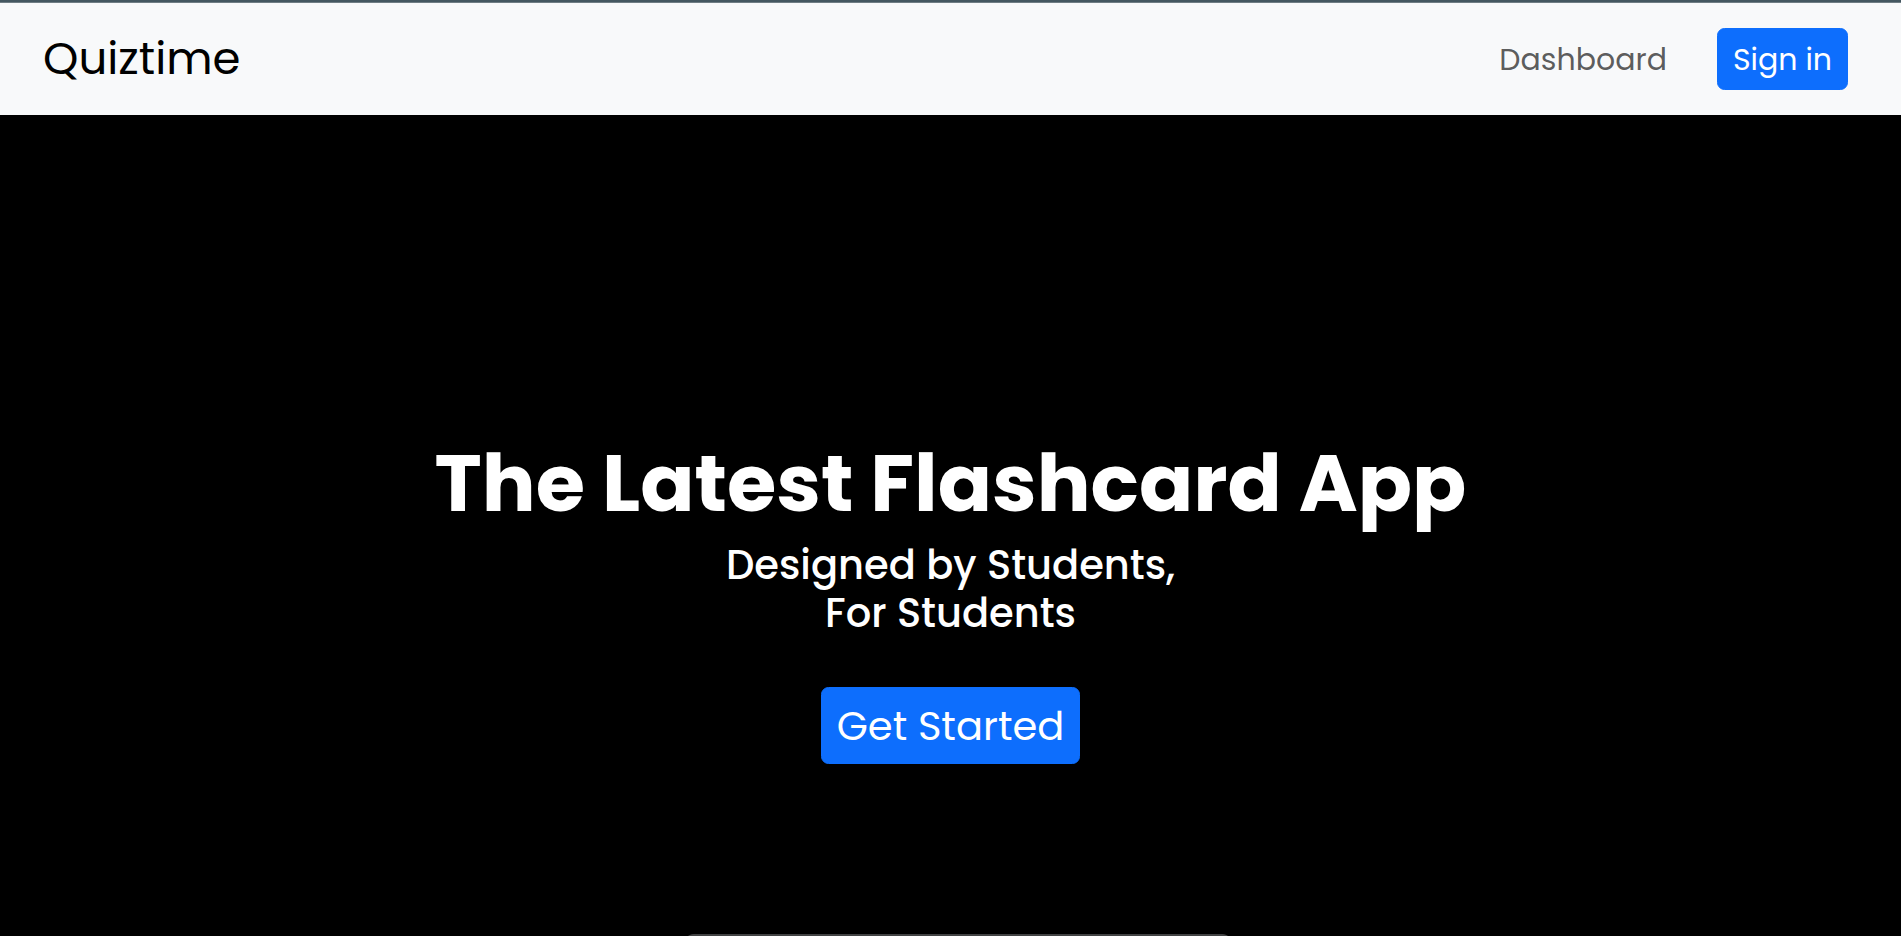 Quiztime
Dashboard
Sign in
The Latest Flashcard App
Designed by Students,
For Students
Get Started